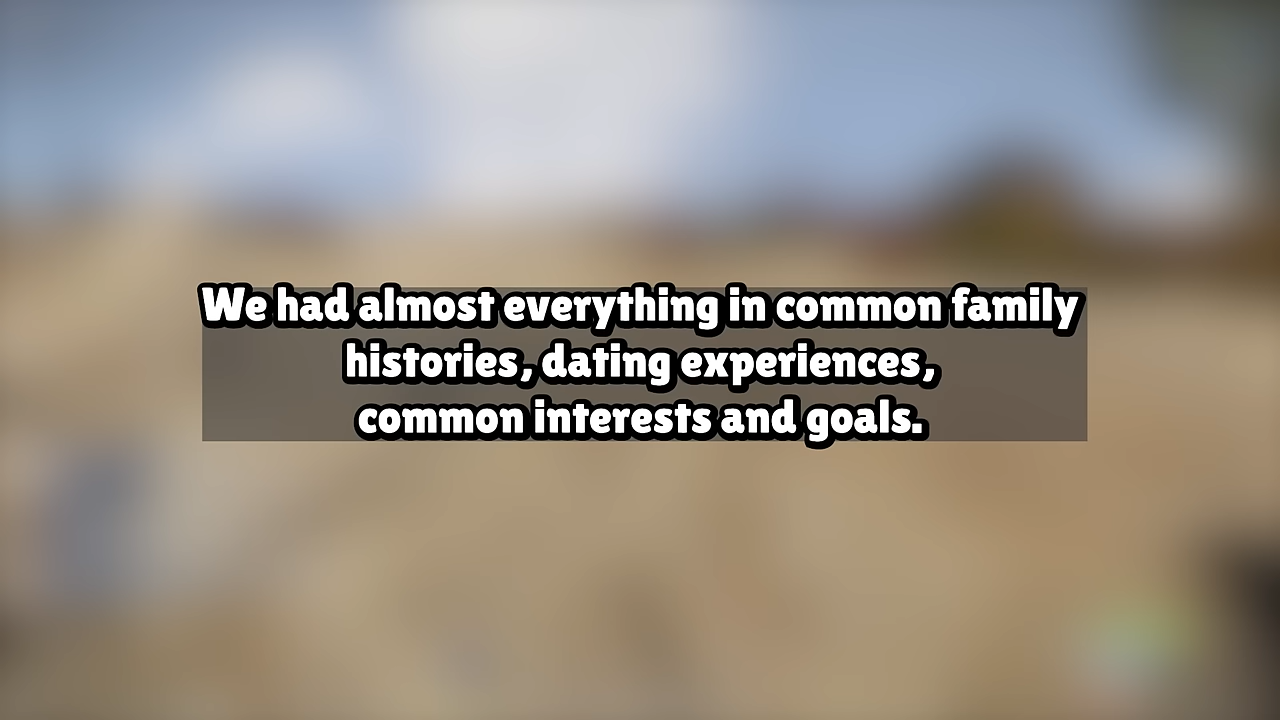 We had almost everything in common family
histories, dating experiences,
common interests and goals.